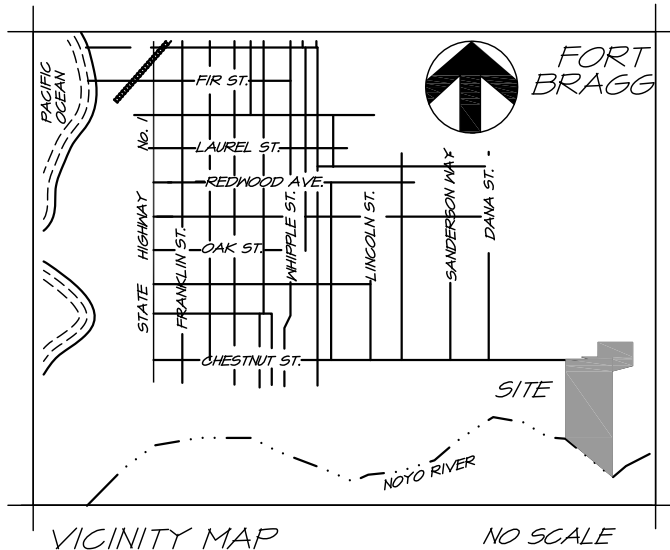 FORT
BRAGG
PACIFIC
OCEAN
FIR ST.
LAUREL ST.
REDWOOD AVE.
OAK ST.
CHESTNUT ST.
STATE HIGHWAY No. 1
FRANKLIN ST.
WHIPPLE ST.
LINCOLN ST.
SANDERSON WAY
DANA ST.
SITE
NOYO RIVER
VICINITY MAP
NO SCALE